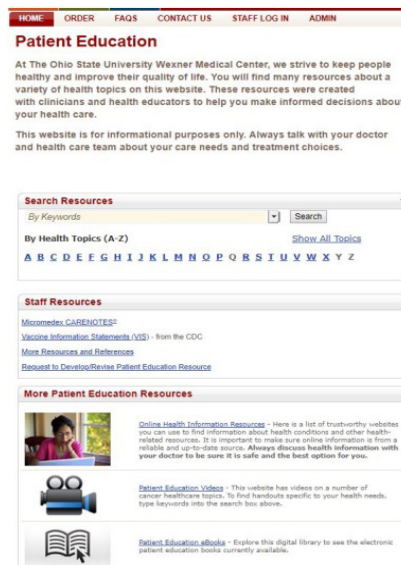 HOME ORDER FAQS CONTACT US STAFF LOG IN ADMIN
Patient Education
At The Ohio State University Wexner Medical Center, we strive to keep people
healthy and improve their quality of life. You will find many resources about a
variety of health topics on this website. These resources were created
with clinicians and health educators to help you make informed decisions about
your health care.
This website is for informational purposes only. Always talk with your doctor
and health care team about your care needs and treatment choices.
Search Resources
By Keywords Search
By Health Topics (A-Z) Show All Topics
A B C D E F G H I J K L M N O P Q R S T U V W X Y Z
Staff Resources
Micromedex CARENOTES®
Vaccine Information Statements (VIS) - from the CDC
More Resources and References
Request to Develop/Revise Patient Education Resource
More Patient Education Resources
Online Health Information Resources - Here is a list of trustworthy websites
you can use to find information about health conditions and other health-
related resources. It is important to make sure online information is from a
reliable and up-to-date source. Always discuss health information with
your doctor to be sure it is safe and the best option for you.
Patient Education Videos - This website has videos on a number of
cancer healthcare topics. To find handouts specific to your health needs,
type keywords into the search box above.
Patient Education eBooks - Explore this digital library to see the electronic
patient education books currently available.